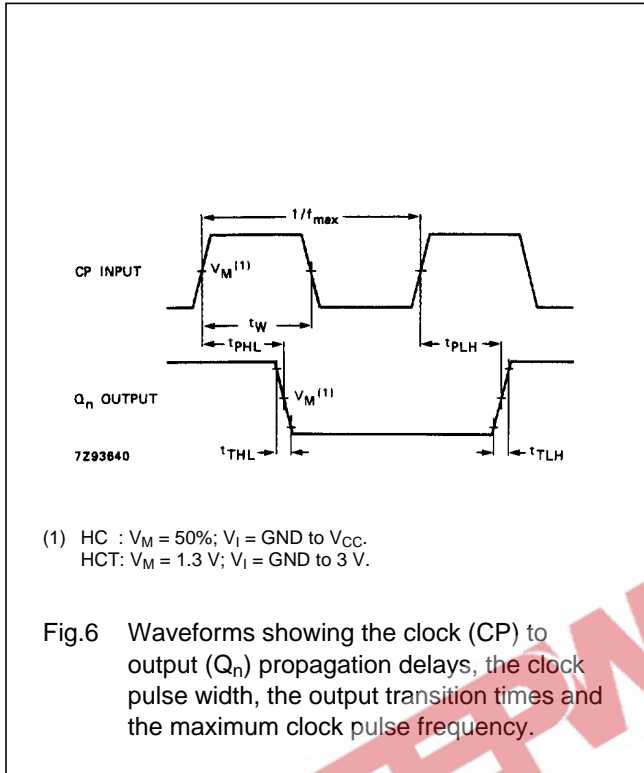 1/fmax
CP INPUT
VM(1)
tW
tPHL
tPLH
Qn OUTPUT
VM(1)
7Z93640
tTHL
tTLH
(1) HC : VM = 50%; VI = GND to VCC.
HCT: VM = 1.3 V; VI = GND to 3 V.
Fig.6 Waveforms showing the clock (CP) to
output (Qn) propagation delays, the clock
pulse width, the output transition times and
the maximum clock pulse frequency.